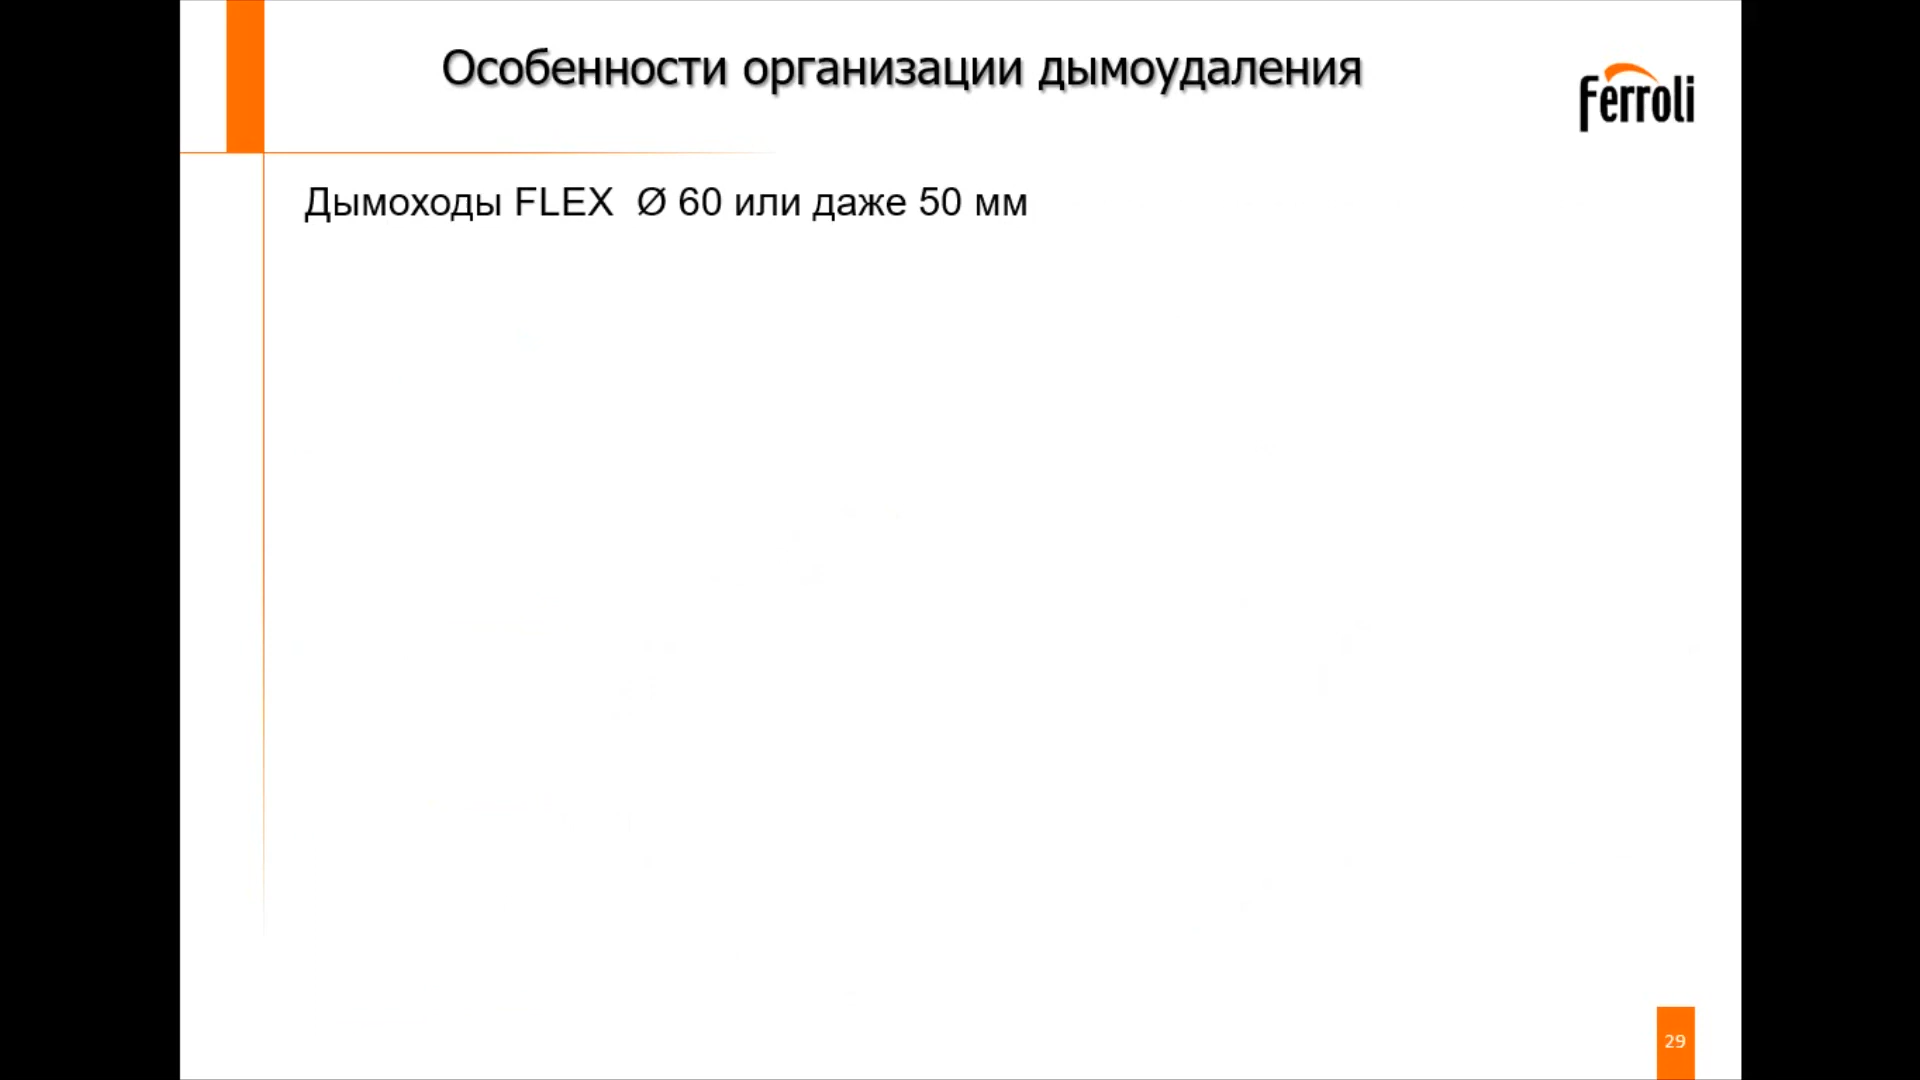 Особенности организации дымоудаления
ferroli
Дымоходы FLEX Ø 60 или даже 50 мм
29